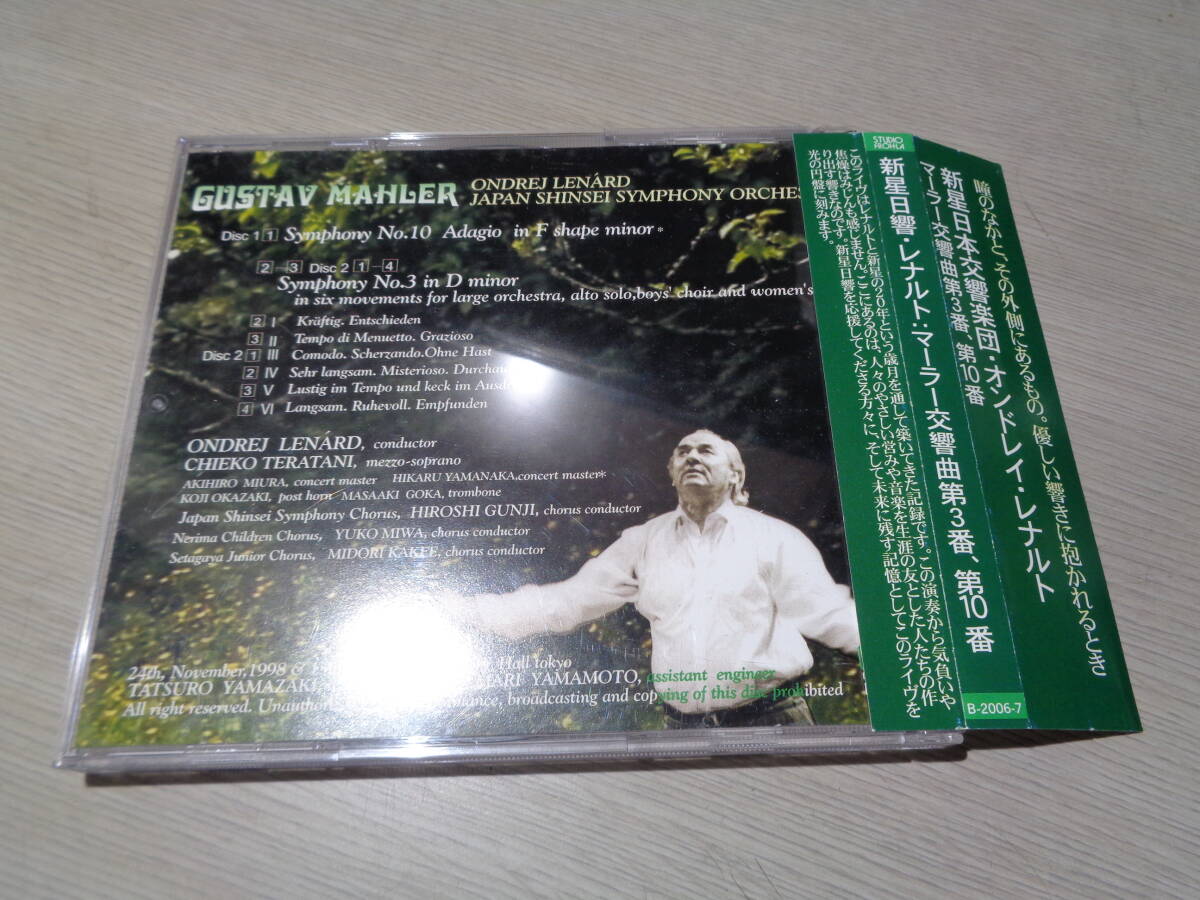 GUSTAV MAHLER
ONDREJ LENÁRD
JAPAN SHINSEI SYMPHONY
Disc 1 1 Symphony No.10 Adagio in F shape minor *
2-3 Disc 2 1-4
Symphony No.3 in D minor
in six movements for large orchestra, alto solo,boys' choir and women's
2 I Kräftig. Entschieden
3 II Tempo di Menuetto. Grazioso
Disc 2 1 III Comodo. Scherzando.Ohne Hast
2 IV Sehr langsam. Misterioso.
3 V Lustig im Tempo und keck im
4 VI Langsam. Ruhevoll. Empfunden
ONDREJ LENÁRD, conductor
CHIEKO TERATANI, mezzo-soprano
AKIHIRO MIURA, concert master HIKARU YAMANAKA,concert master*
KOJI OKAZAKI, post horn MASAAKI GOKA, trombone
Japan Shinsei Symphony Chorus, HIROSHI GUNJI, chorus conductor
Nerima Children Chorus, YUKO MIWA, chorus conductor
Setagaya Junior Chorus, MIDORI KAKEE, chorus conductor
24th, November,1998 & Hall tokyo
TATSURO YAMAZAKI, YAMAMOTO, assistant engineer
All right reserved. broadcasting and copying of this disc prohibited
このライヴはレナルトと新星の20年という歳月を通して築いてきた記録です。この演奏から気負いや
焦燥はみじんも感じません。ここにあるのは、人々のやさしい営みや音楽を生涯の友とした人たちの作
り出す響きなのです。新星日響を応援してくださる方々に、そして未来に残す記憶としてこのライヴを
光の円盤に刻みます。
STUDIO
FROHLA
新星日響・レナルト:マーラー交響曲第3番、第10番
B-2006-7
瞳のなかと、その外側にあるもの。優しい響きに抱かれるとき
新星日本交響楽団・オンドレイ・レナルト
マーラー交響曲第3番、第10番